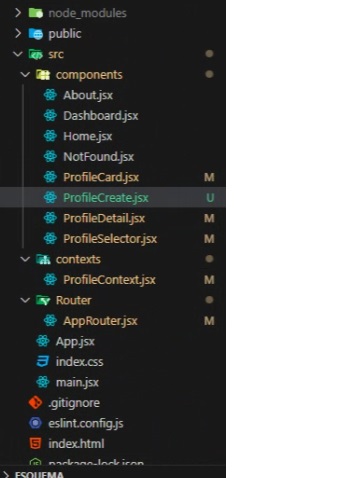 node_modules
public
src
components
About.jsx
Dashboard.jsx
Home.jsx
NotFound.jsx
ProfileCard.jsx M
ProfileCreate.jsx U
ProfileDetail.jsx M
ProfileSelector.jsx M
contexts
ProfileContext.jsx M
Router
AppRouter.jsx M
App.jsx
index.css
main.jsx
.gitignore
eslint.config.js
index.html
package-lock.json
ESQUEMA